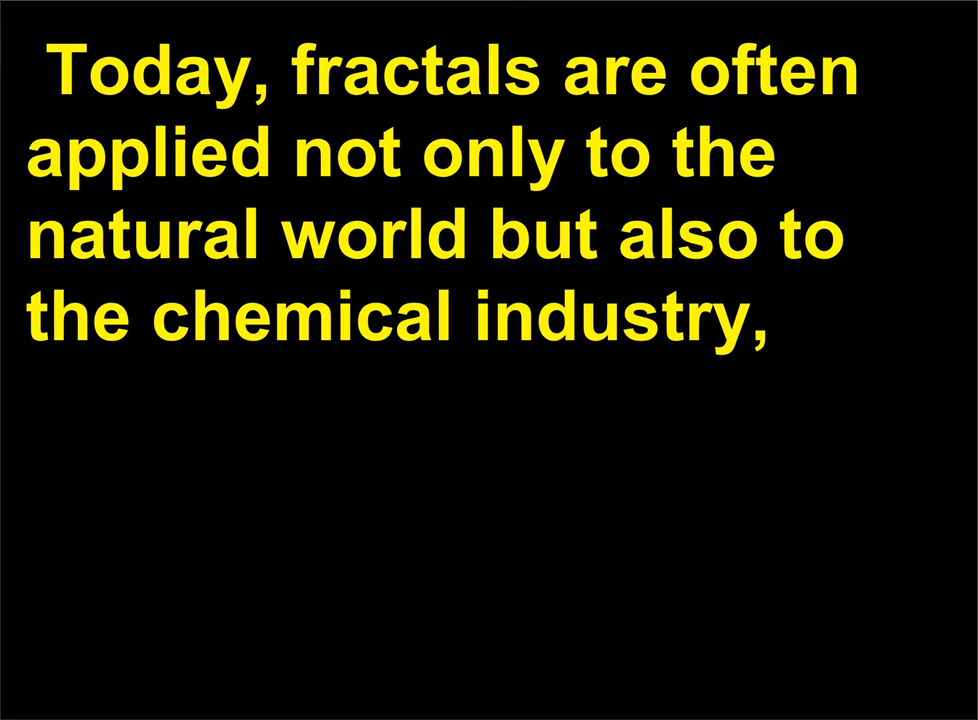 Today, fractals are often
applied not only to the
natural world but also to
the chemical industry,